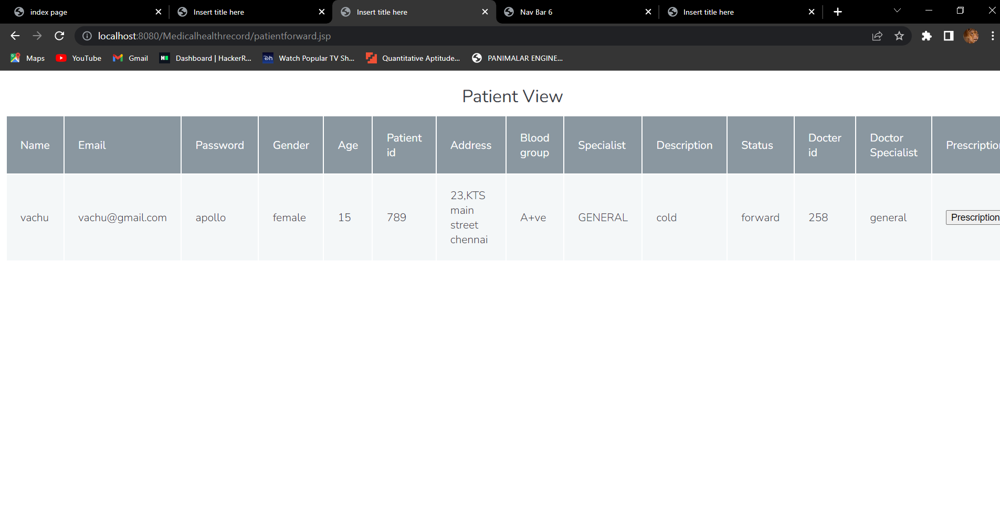 index page
Insert title here
Insert title here
Nav Bar 6
Insert title here
localhost:8080/Medicalhealthrecord/patientforward.jsp
Maps
YouTube
Gmail
Dashboard | HackerR...
Watch Popular TV Sh...
Quantitative Aptitude...
PANIMALAR ENGINE...
Patient View
Name
Email
Password
Gender
Age
Patient
id
Address
Blood
group
Specialist
Description
Status
Docter
id
Doctor
Specialist
Prescription
vachu
vachu@gmail.com
apollo
female
15
789
23,KTS
main
street
chennai
A+ve
GENERAL
cold
forward
258
general
Prescription